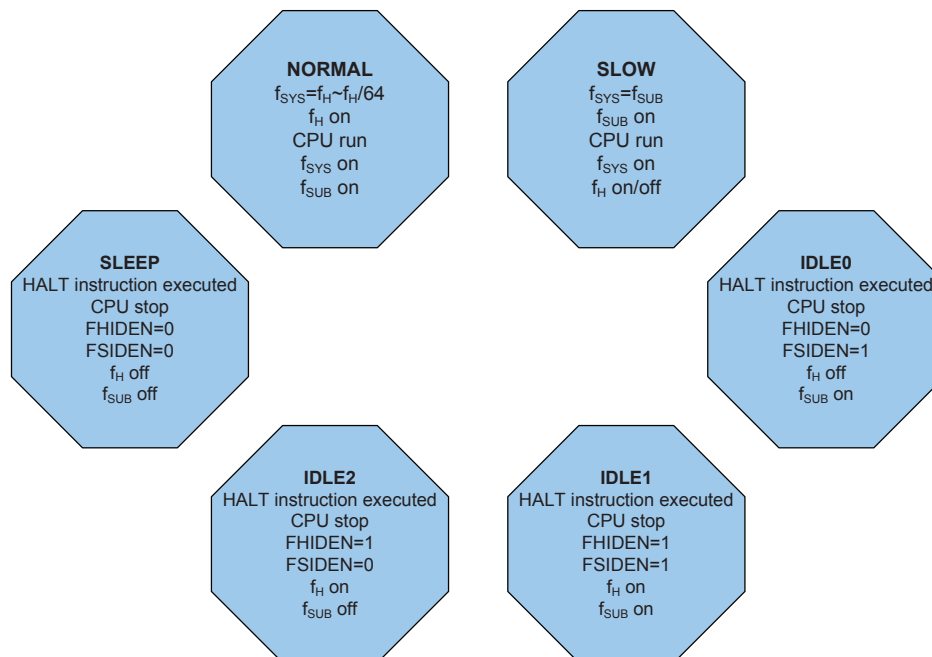 NORMAL
fSYS=fH~fH/64
fH on
CPU run
fSYS on
fSUB on
SLOW
fSYS=fSUB
fSUB on
CPU run
fSYS on
fH on/off
SLEEP
HALT instruction executed
CPU stop
FHIDEN=0
FSIDEN=0
fH off
fSUB off
IDLE0
HALT instruction executed
CPU stop
FHIDEN=0
FSIDEN=1
fH off
fSUB on
IDLE2
HALT instruction executed
CPU stop
FHIDEN=1
FSIDEN=0
fH on
fSUB off
IDLE1
HALT instruction executed
CPU stop
FHIDEN=1
FSIDEN=1
fH on
fSUB on